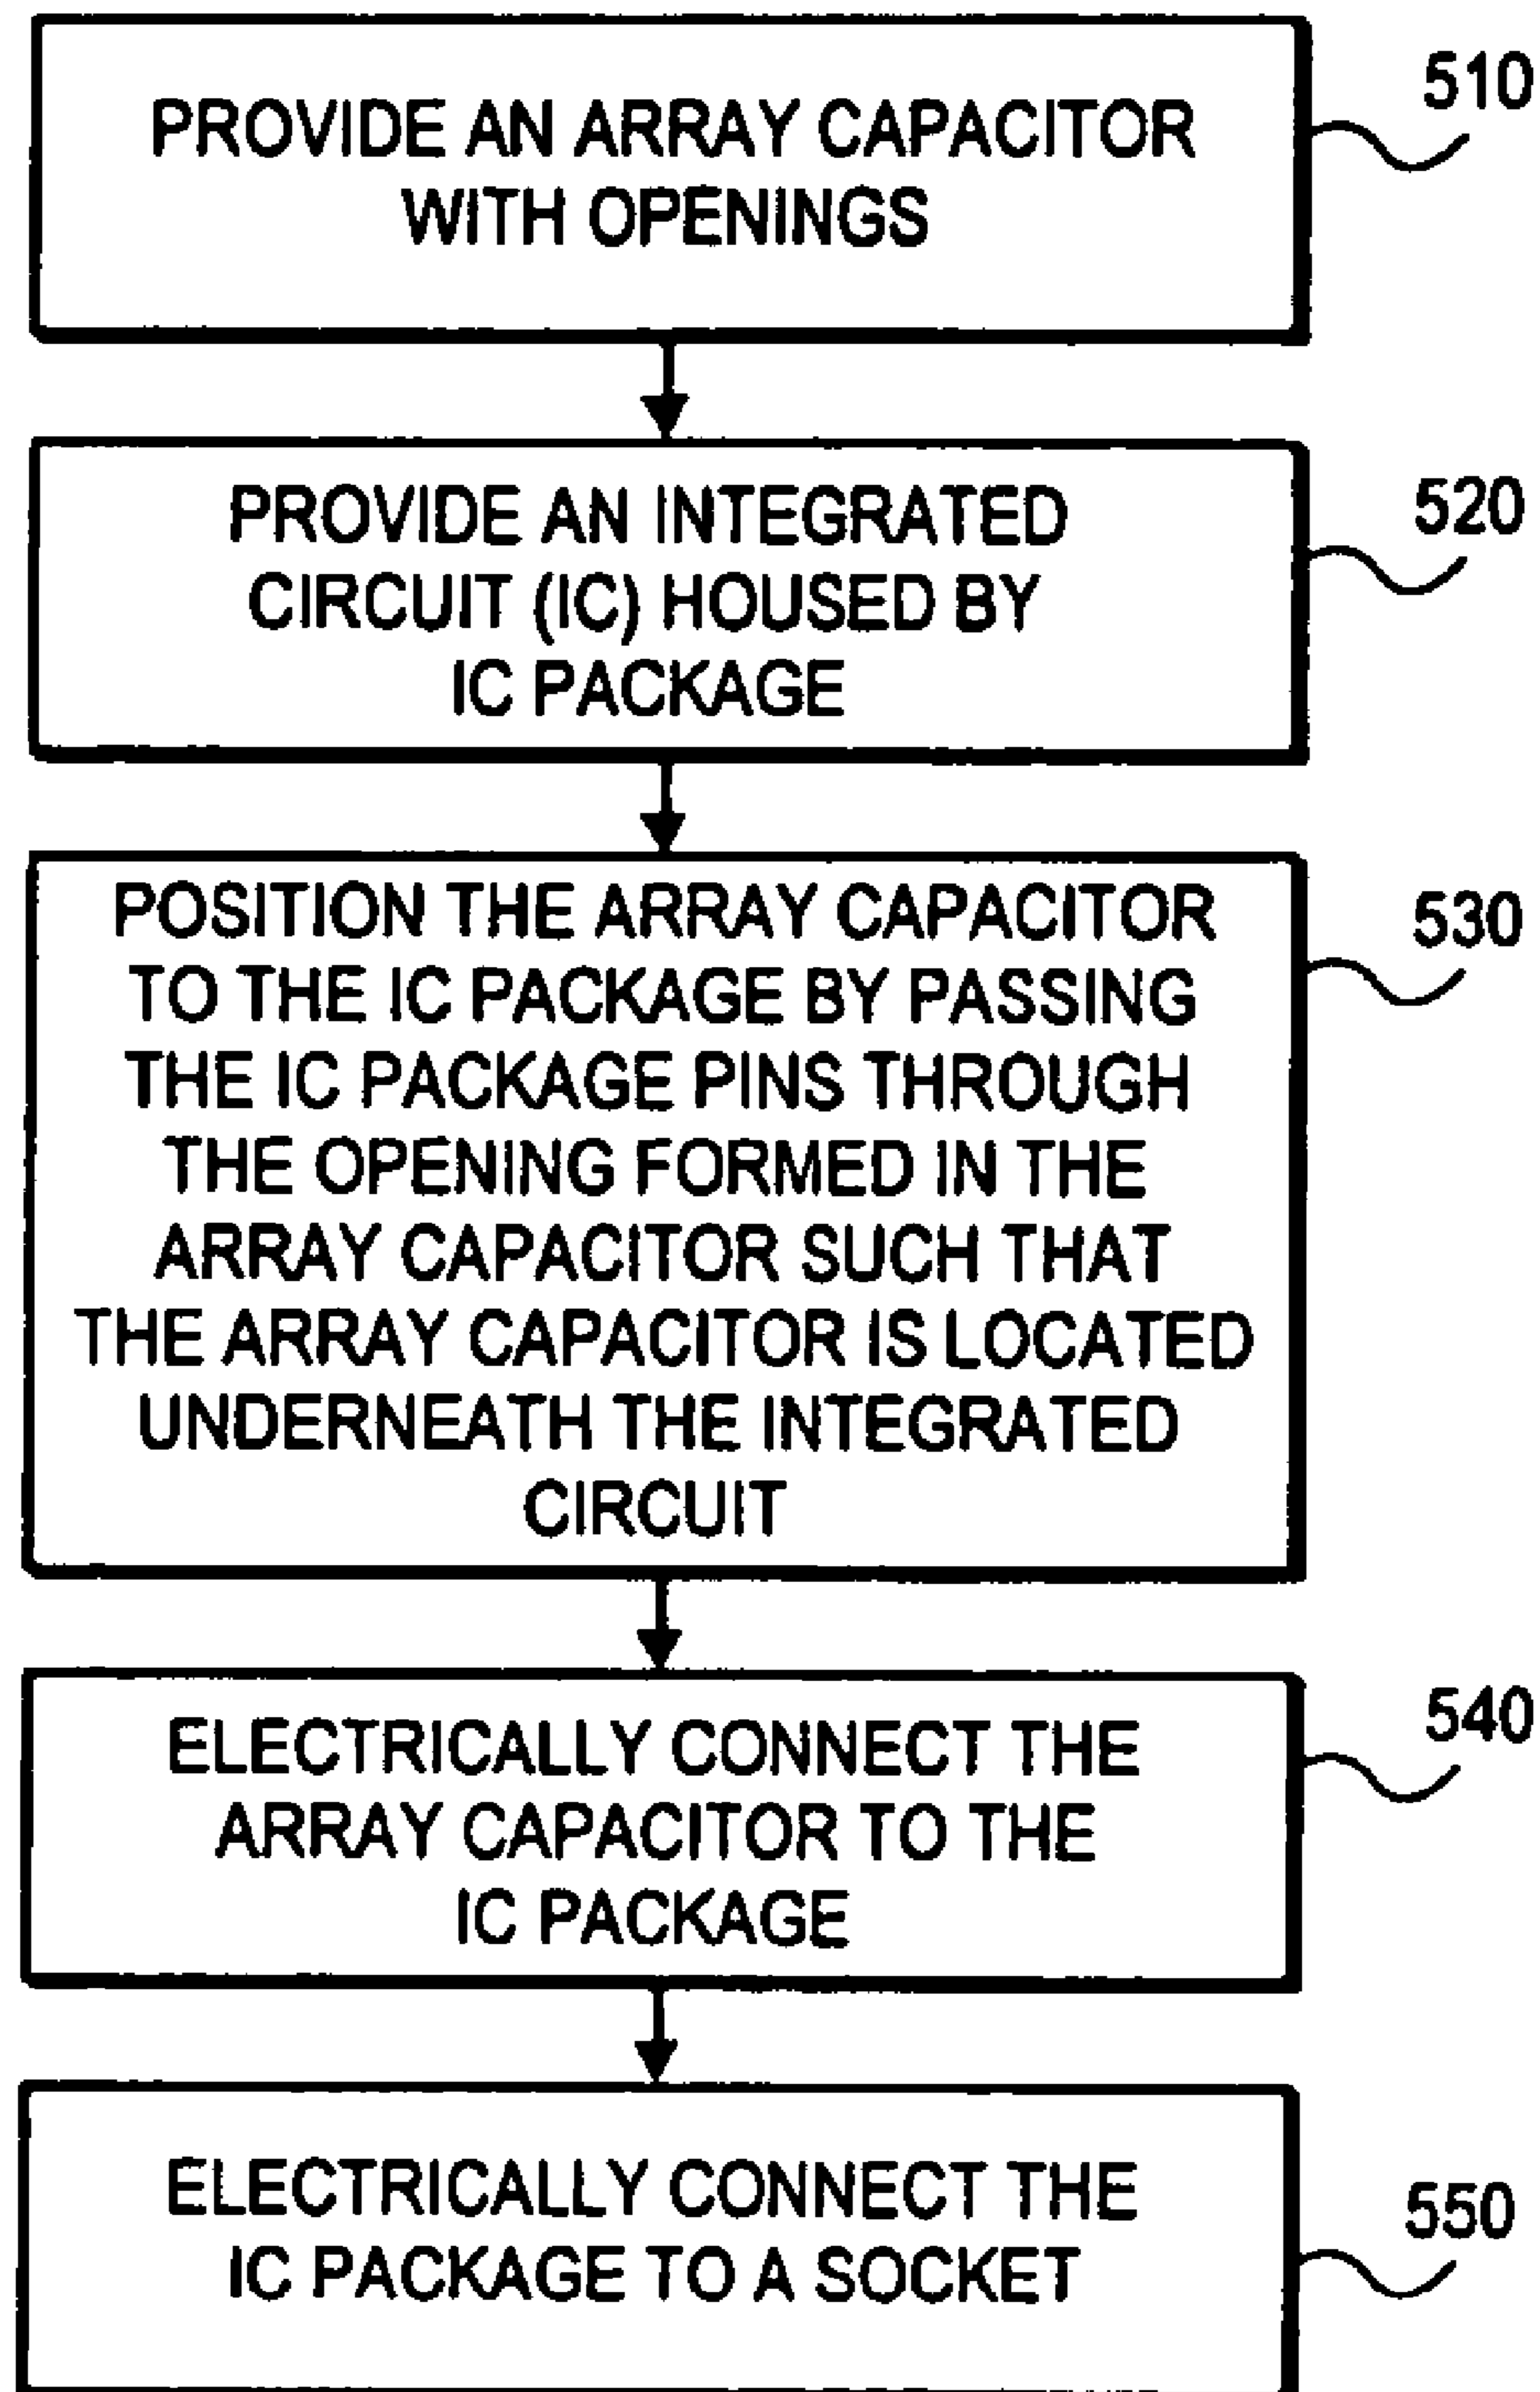 PROVIDE AN ARRAY CAPACITOR
WITH OPENINGS
510
PROVIDE AN INTEGRATED
CIRCUIT (IC) HOUSED BY
IC PACKAGE
520
POSITION THE ARRAY CAPACITOR
TO THE IC PACKAGE BY PASSING
THE IC PACKAGE PINS THROUGH
THE OPENING FORMED IN THE
ARRAY CAPACITOR SUCH THAT
THE ARRAY CAPACITOR IS LOCATED
UNDERNEATH THE INTEGRATED
CIRCUIT
530
ELECTRICALLY CONNECT THE
ARRAY CAPACITOR TO THE
IC PACKAGE
540
ELECTRICALLY CONNECT THE
IC PACKAGE TO A SOCKET
550